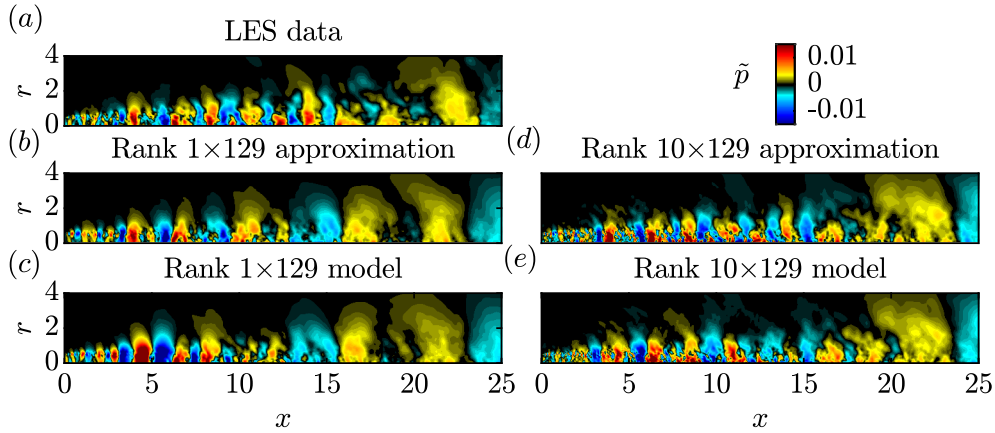 (a)
LES data
4
r 2
0
p̃
0.01
0
-0.01
(b)
Rank 1×129 approximation
4
r 2
0
(d)
Rank 10×129 approximation
(c)
Rank 1×129 model
4
r 2
0
0 5 10 15 20 25
x
(e)
Rank 10×129 model
0 5 10 15 20 25
x